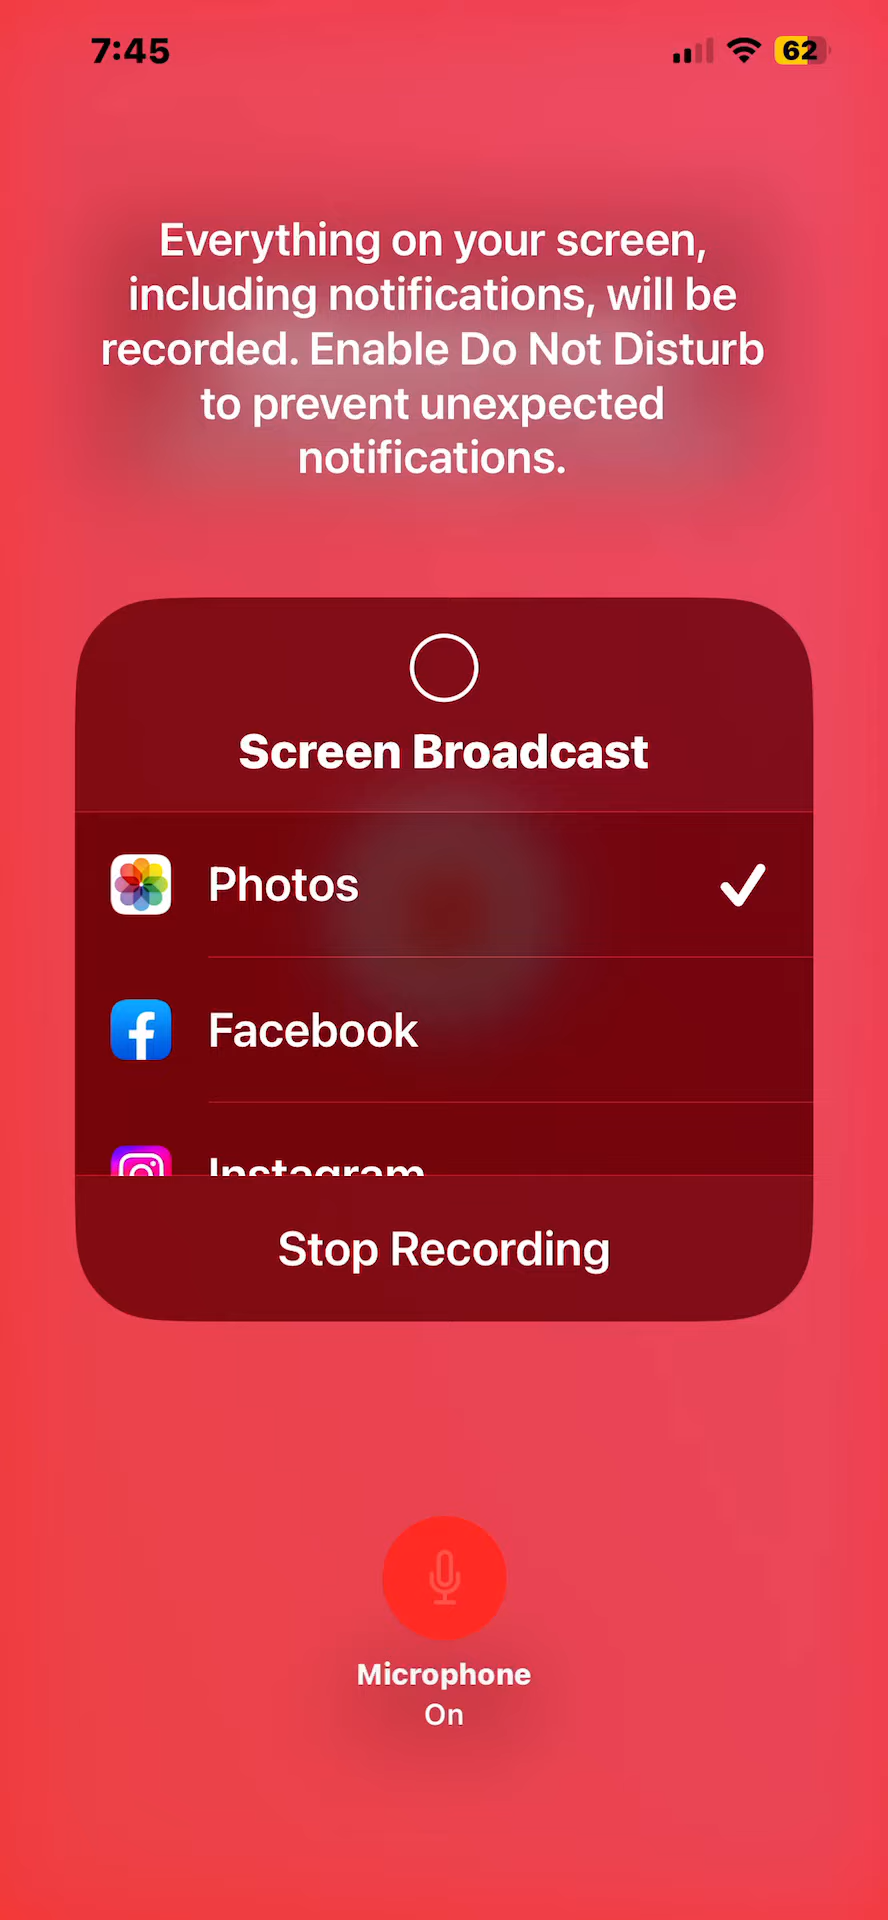 7:45
62
Everything on your screen,
including notifications, will be
recorded. Enable Do Not Disturb
to prevent unexpected
notifications.
Screen Broadcast
Photos
Facebook
Instagram
Stop Recording
Microphone
On